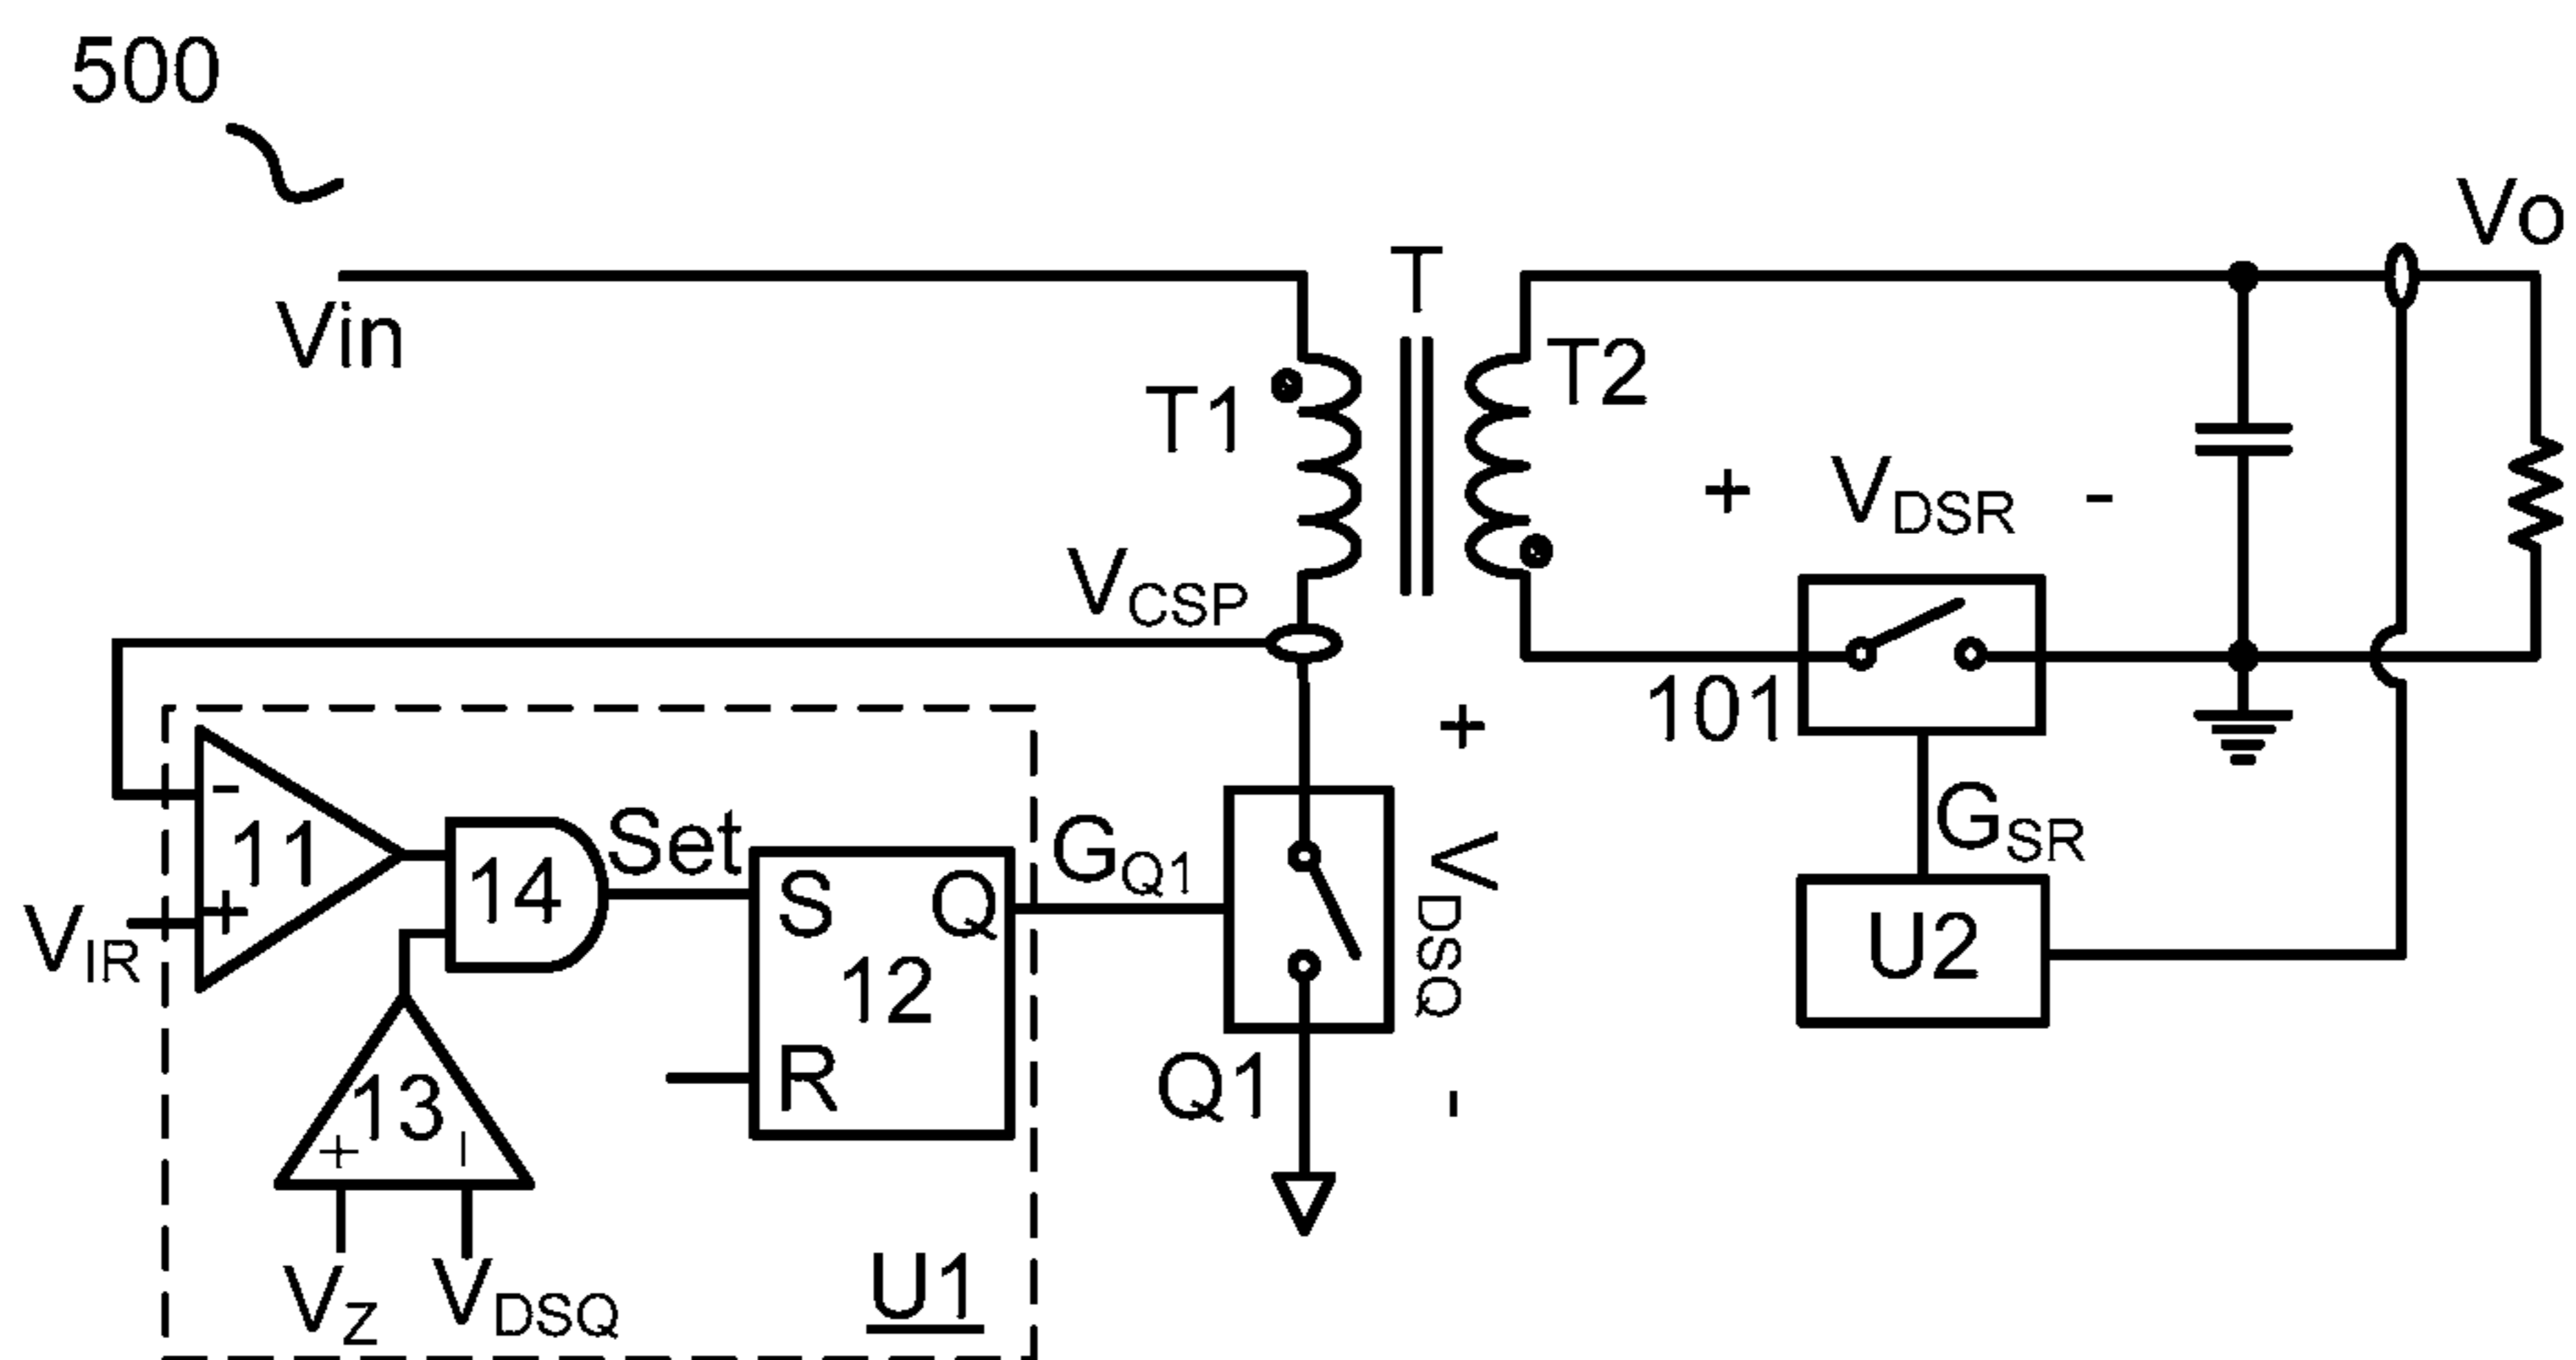 500
Vo
Vin
T
T1
T2
+ VDSR -
VCSP
101
+ VDSQ -
- 11 +
14
Set
S Q
12
R
GQ1
GSR
U2
VIR
13
+ -
Q1
VZ
VDSQ
U1